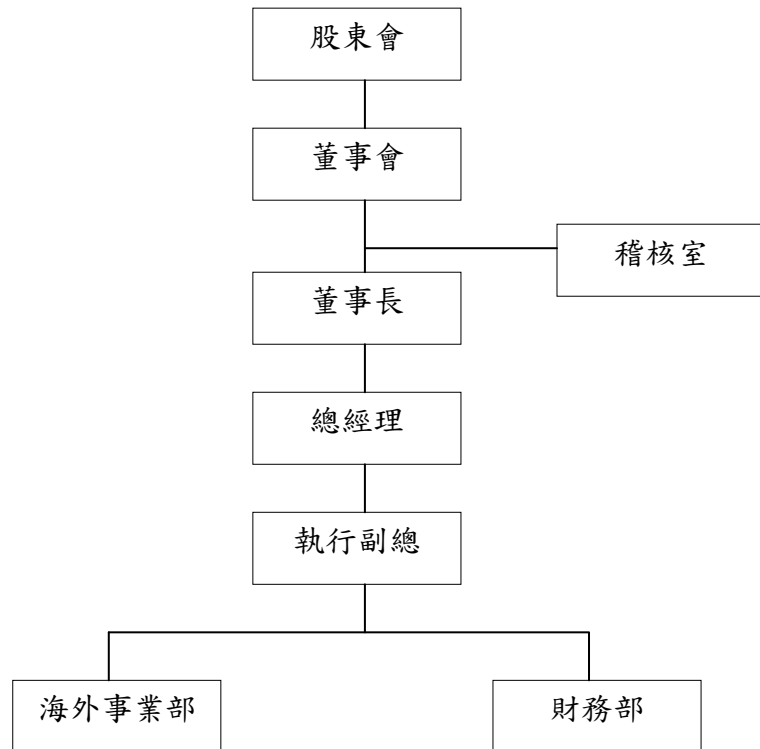 股東會
董事會
稽核室
董事長
總經理
執行副總
海外事業部
財務部